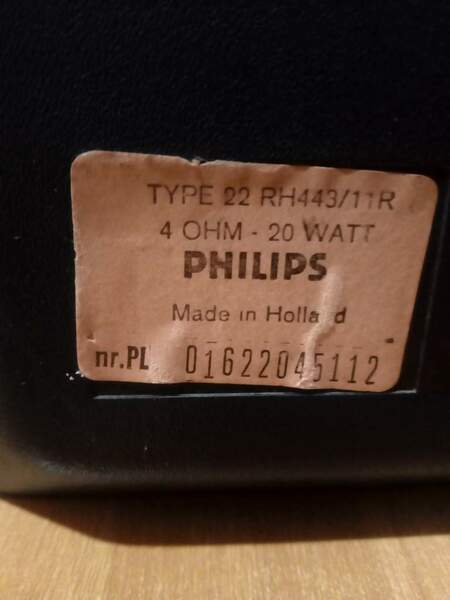 TYPE 22 RH443/11R
4 OHM - 20 WATT
PHILIPS
Made in Holland
nr.PL 01622045112